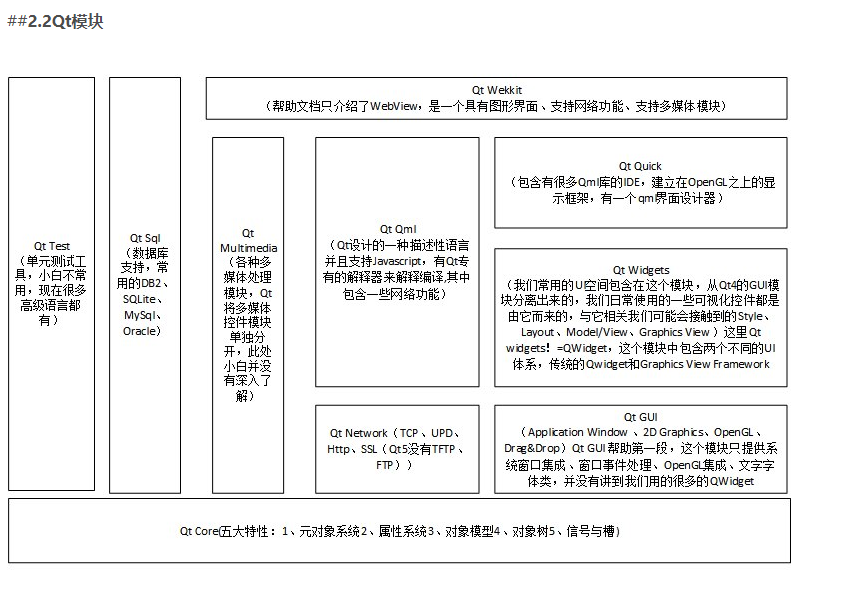 ##2.2Qt模块
Qt Wekkit
（帮助文档只介绍了WebView，是一个具有图形界面、支持网络功能、支持多媒体模块）
Qt Test
（单元测试工
具，小白不常
用，现在很多
高级语言都
有）
Qt Sql
（数据库
支持，常
用的DB2、
SQLite、
MySql、
Oracle）
Qt
Multimedia
（各种多
媒体处理
模块，Qt
将多媒体
控件模块
单独分
开，此处
小白并没
有深入了
解）
Qt Qml
（Qt设计的一种描述性语言
并且支持Javascript，有Qt专
有的解释器来解释编译,其中
包含一些网络功能）
Qt Quick
（包含有很多Qml库的IDE，建立在OpenGL之上的显
示框架，有一个qml界面设计器）
Qt Widgets
（我们常用的UI空间包含在这个模块，从Qt4的GUI模
块分离出来的，我们日常使用的一些可视化控件都是
由它而来的，与它相关我们可能会接触到的Style、
Layout、Model/View、Graphics View ）这里Qt
widgets！=QWidget，这个模块中包含两个不同的UI
体系，传统的Qwidget和Graphics View Framework
Qt Network（TCP、UPD、
Http、SSL（Qt5没有TFTP、
FTP））
Qt GUI
（Application Window 、2D Graphics、OpenGL、
Drag&Drop）Qt GUI 帮助第一段，这个模块只提供系
统窗口集成、窗口事件处理、OpenGL集成、文字字
体类，并没有讲到我们用的很多的QWidget
Qt Core(五大特性：1、元对象系统2、属性系统3、对象模型4、对象树5、信号与槽)